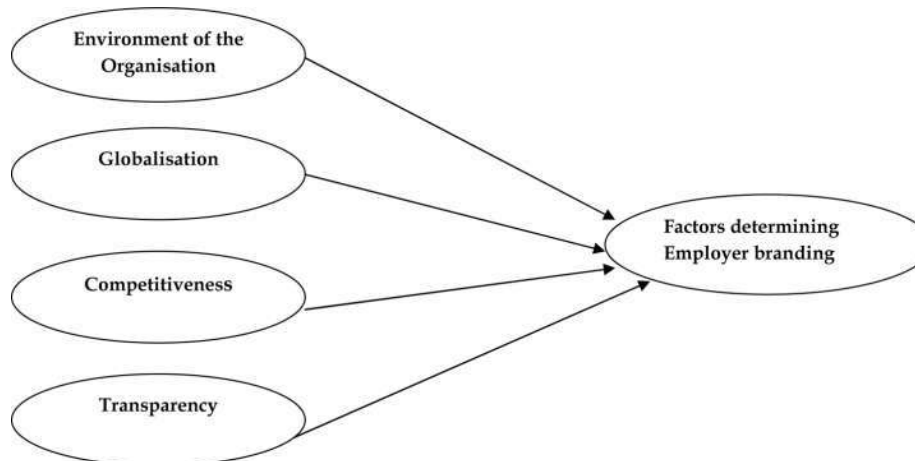 Environment of the
Organisation
Globalisation
Factors determining
Employer branding
Competitiveness
Transparency